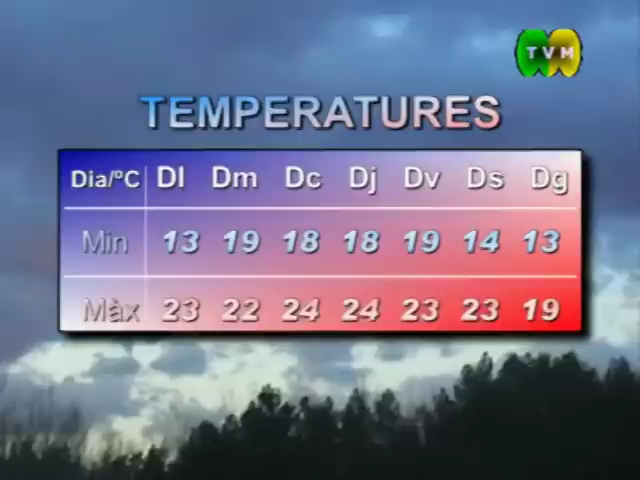 TVM
TEMPERATURES
Dia/ºC Dl Dm Dc Dj Dv Ds Dg
Min 13 19 18 18 19 14 13
Màx 23 22 24 24 23 23 19